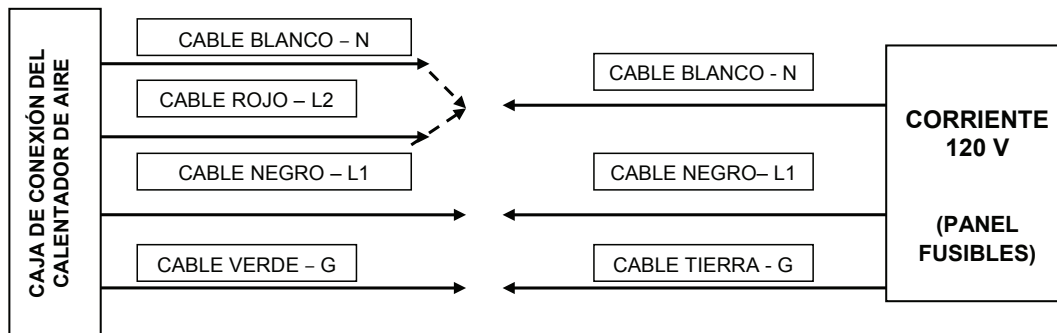 CAJA DE CONEXIÓN DEL
CALENTADOR DE AIRE
CABLE BLANCO – N
CABLE ROJO – L2
CABLE NEGRO – L1
CABLE VERDE – G
CABLE BLANCO - N
CABLE NEGRO– L1
CABLE TIERRA - G
CORRIENTE
120 V
(PANEL
FUSIBLES)